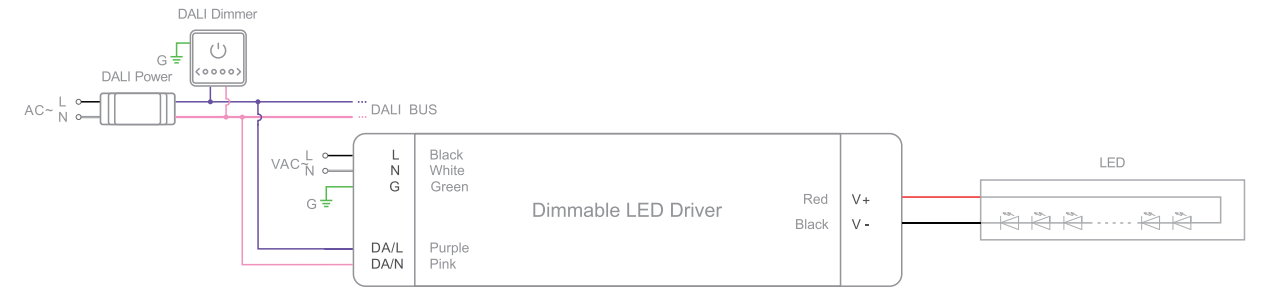 DALI Dimmer
G
DALI Power
AC~ L
N
... DALI BUS
...
VAC~ L
N
G
L Black
N White
G Green
DA/L Purple
DA/N Pink
Dimmable LED Driver
Red V+
Black V-
LED